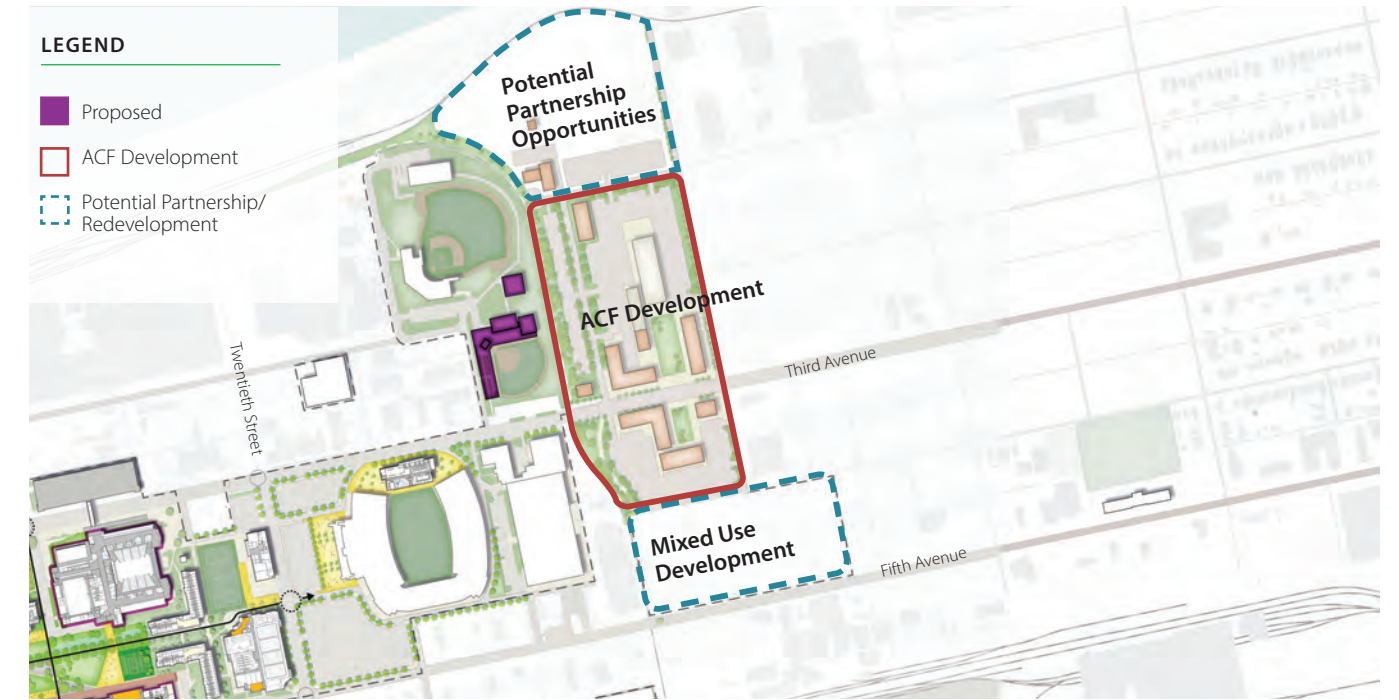 LEGEND
Proposed
ACF Development
Potential Partnership/
Redevelopment
Potential
Partnership
Opportunities
ACF Development
Twentieth Street
Third Avenue
Mixed Use
Development
Fifth Avenue